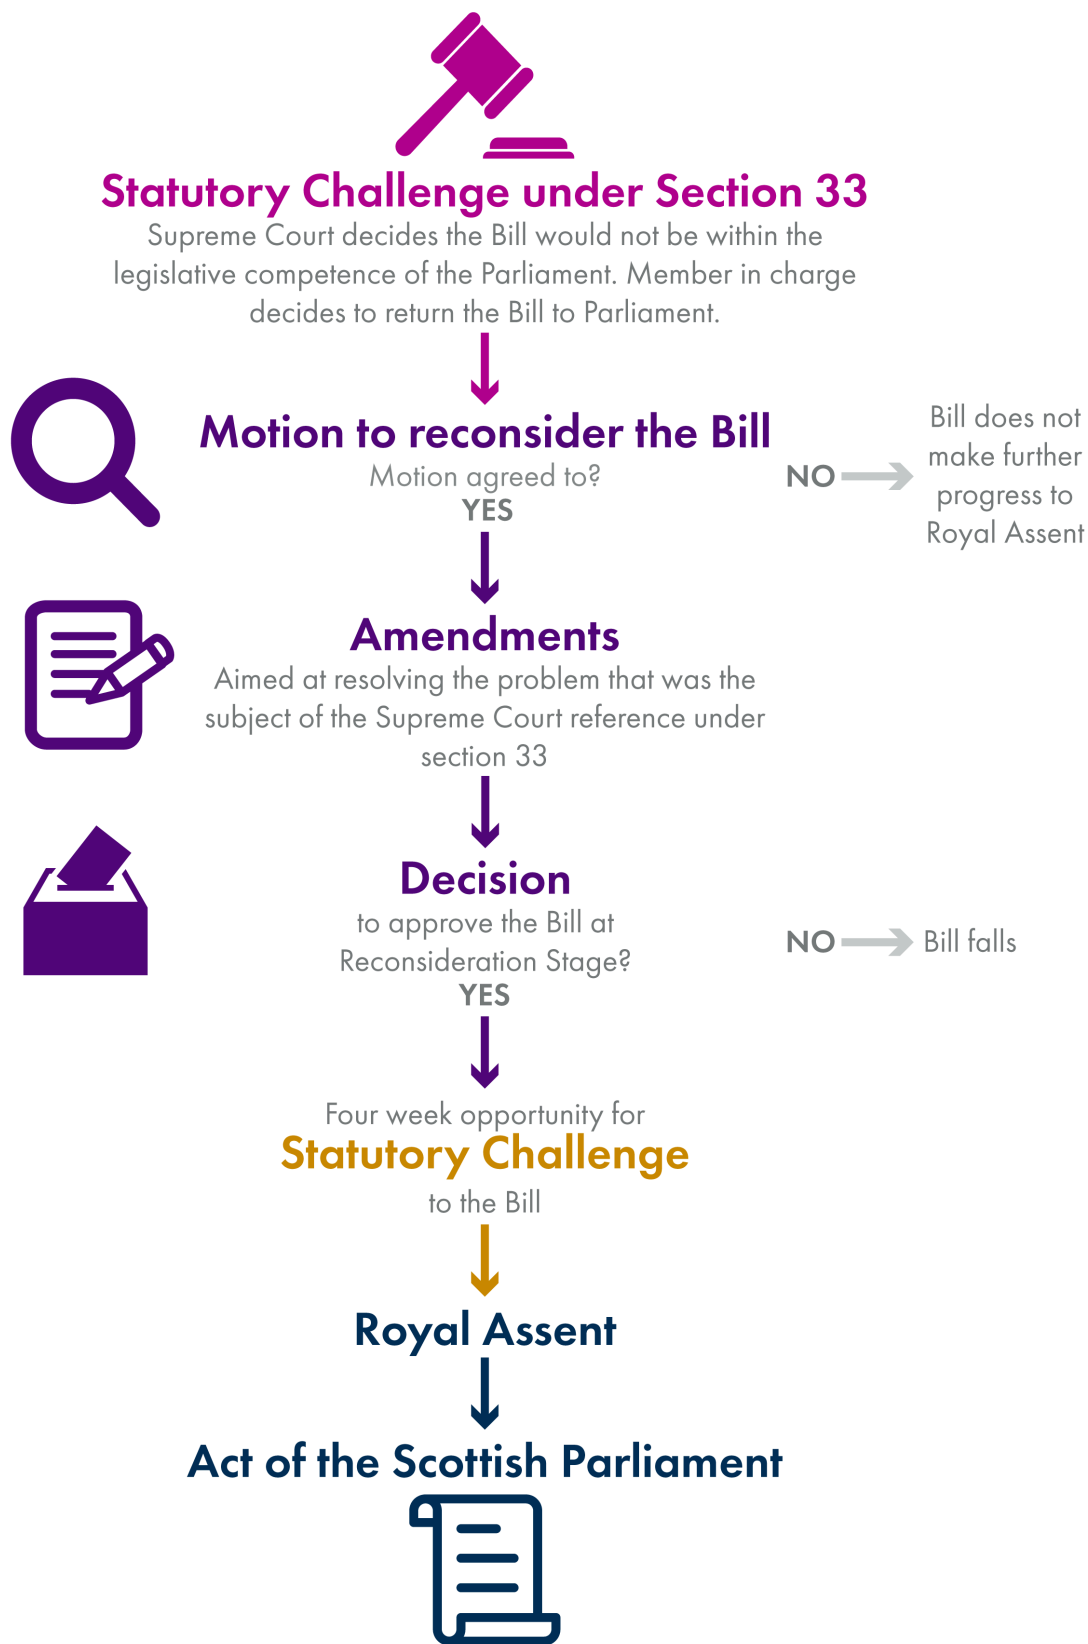 Statutory Challenge under Section 33
Supreme Court decides the Bill would not be within the
legislative competence of the Parliament. Member in charge
decides to return the Bill to Parliament.
Motion to reconsider the Bill
Motion agreed to?
YES
NO
Bill does not
make further
progress to
Royal Assent
Amendments
Aimed at resolving the problem that was the
subject of the Supreme Court reference under
section 33
Decision
to approve the Bill at
Reconsideration Stage?
YES
NO
Bill falls
Four week opportunity for
Statutory Challenge
to the Bill
Royal Assent
Act of the Scottish Parliament